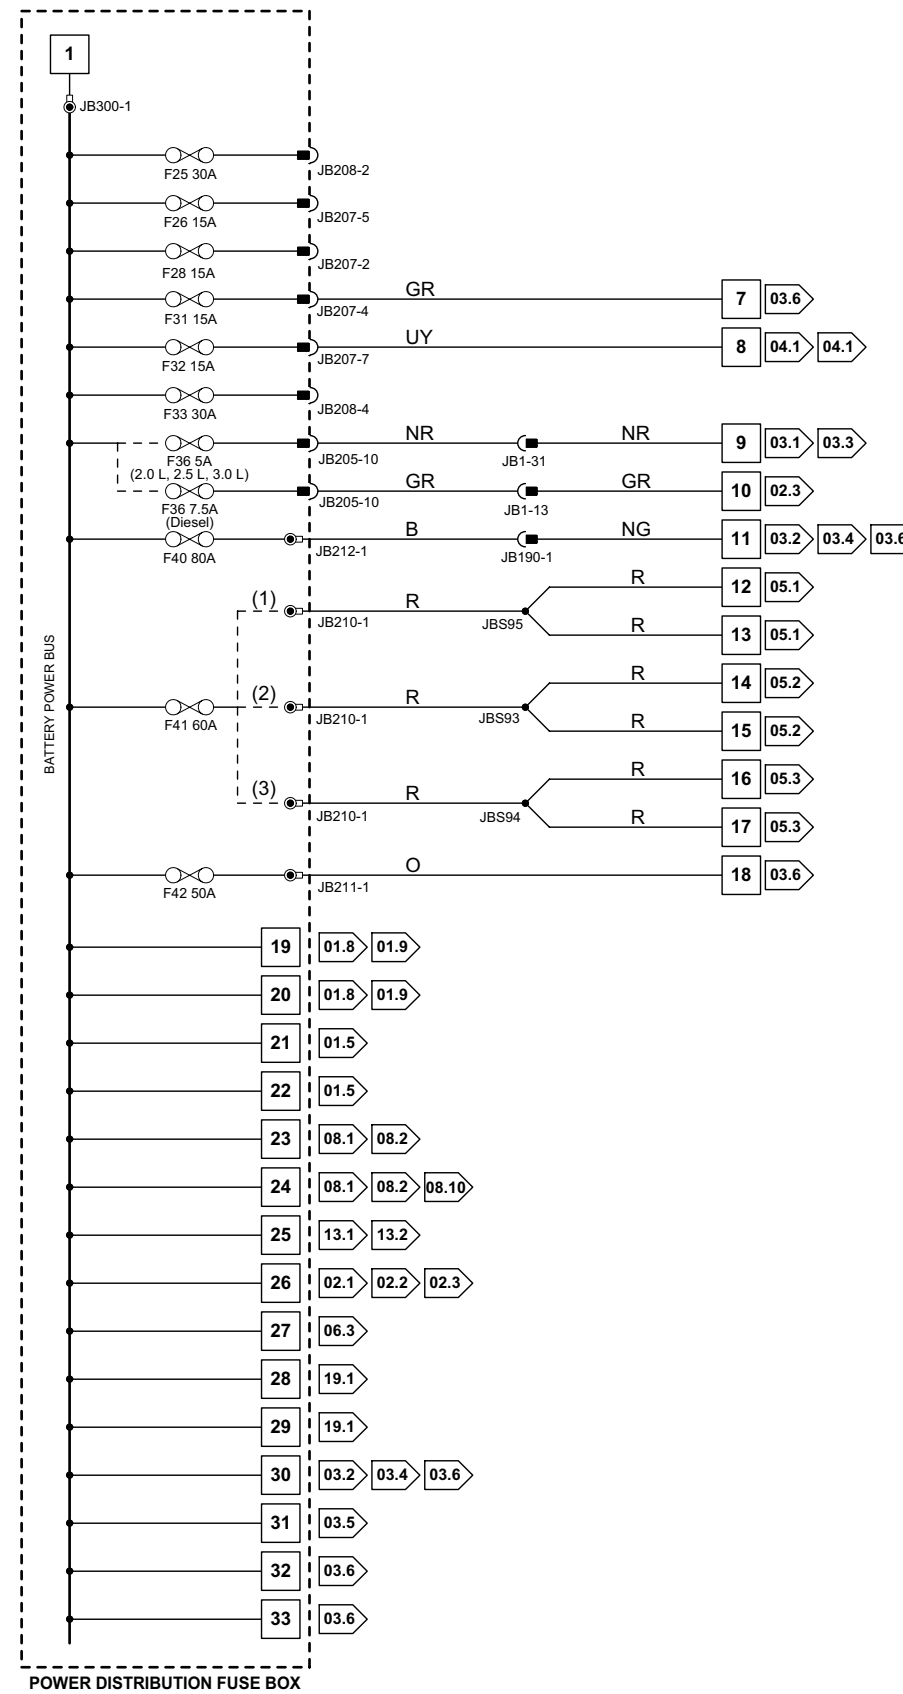 1
JB300-1
F25 30A
JB208-2
F26 15A
JB207-5
F28 15A
JB207-2
GR
7 03.6
F31 15A
JB207-4
UY
8 04.1 04.1
F32 15A
JB207-7
F33 30A
JB208-4
NR NR
9 03.1 03.3
F36 5A
JB205-10
JB1-31
(2.0 L, 2.5 L, 3.0 L)
GR GR
10 02.3
F36 7.5A
JB205-10
JB1-13
(Diesel)
B NG
11 03.2 03.4 03.6
F40 80A
JB212-1
JB190-1
R
12 05.1
(1)
R
JB210-1
JBS95
R
13 05.1
R
14 05.2
(2)
R
F41 60A
JB210-1
JBS93
R
15 05.2
R
16 05.3
(3)
R
JB210-1
JBS94
R
17 05.3
BATTERY POWER BUS
O
18 03.6
F42 50A
JB211-1
19 01.8 01.9
20 01.8 01.9
21 01.5
22 01.5
23 08.1 08.2
24 08.1 08.2 08.10
25 13.1 13.2
26 02.1 02.2 02.3
27 06.3
28 19.1
29 19.1
30 03.2 03.4 03.6
31 03.5
32 03.6
33 03.6
POWER DISTRIBUTION FUSE BOX